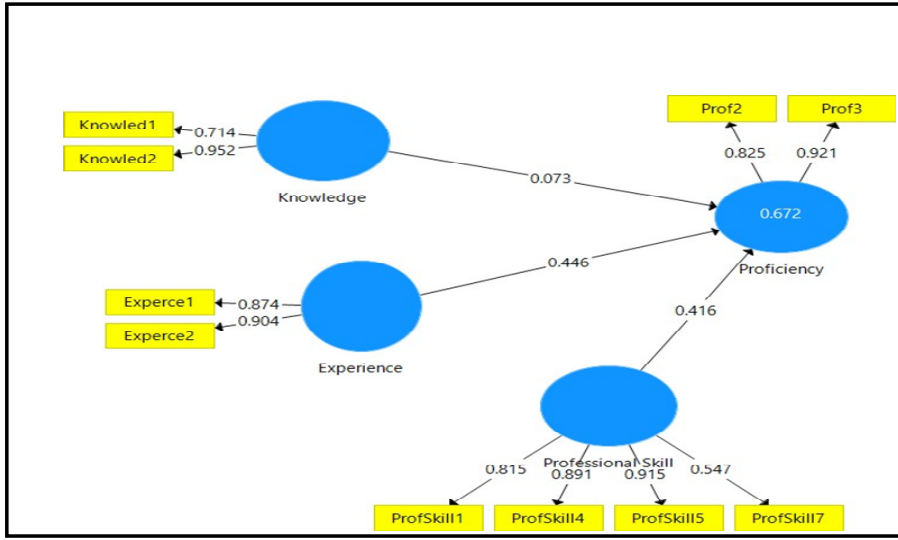 Knowled1
0.714
Knowled2
0.952
Knowledge
0.073
Prof2
Prof3
0.825
0.921
0.672
Proficiency
Experce1
0.874
Experce2
0.904
Experience
0.446
0.416
Professional Skill
0.815
0.891
0.915
0.547
ProfSkill1
ProfSkill4
ProfSkill5
ProfSkill7